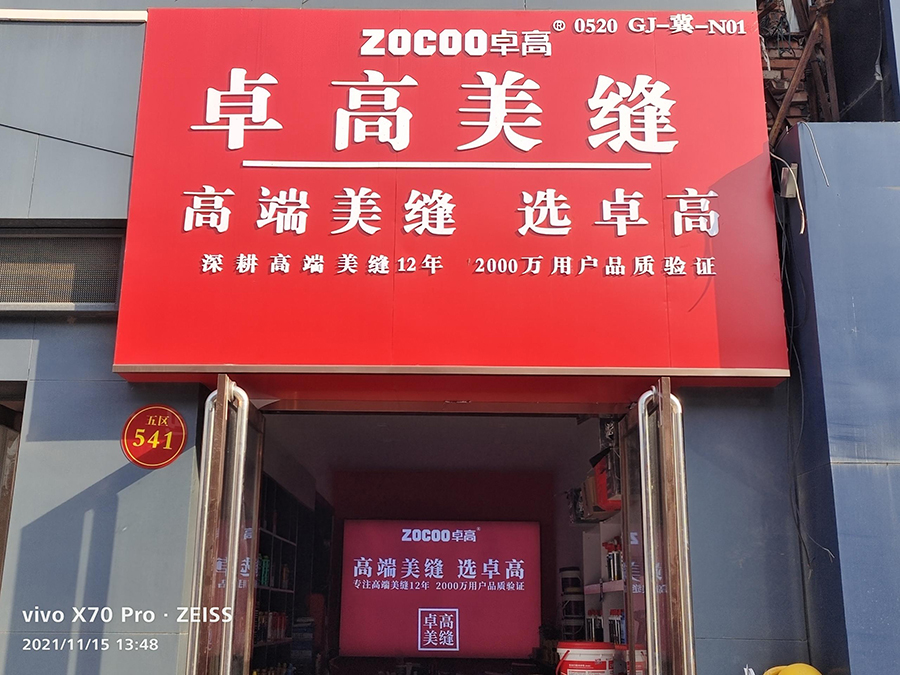 ZOCOO卓高® 0520 GJ-冀-N01
卓高美缝
高端美缝 选卓高
深耕高端美缝12年 2000万用户品质验证
五区
541
ZOCOO卓高®
高端美缝 选卓高
专注高端美缝12年 2000万用户品质验证
卓高
美缝
vivo X70 Pro · ZEISS
2021/11/15 13:48